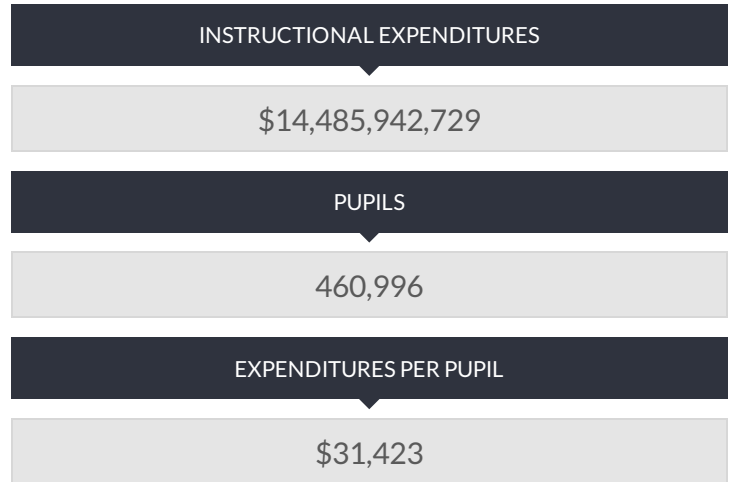 INSTRUCTIONAL EXPENDITURES
$14,485,942,729
PUPILS
460,996
EXPENDITURES PER PUPIL
$31,423